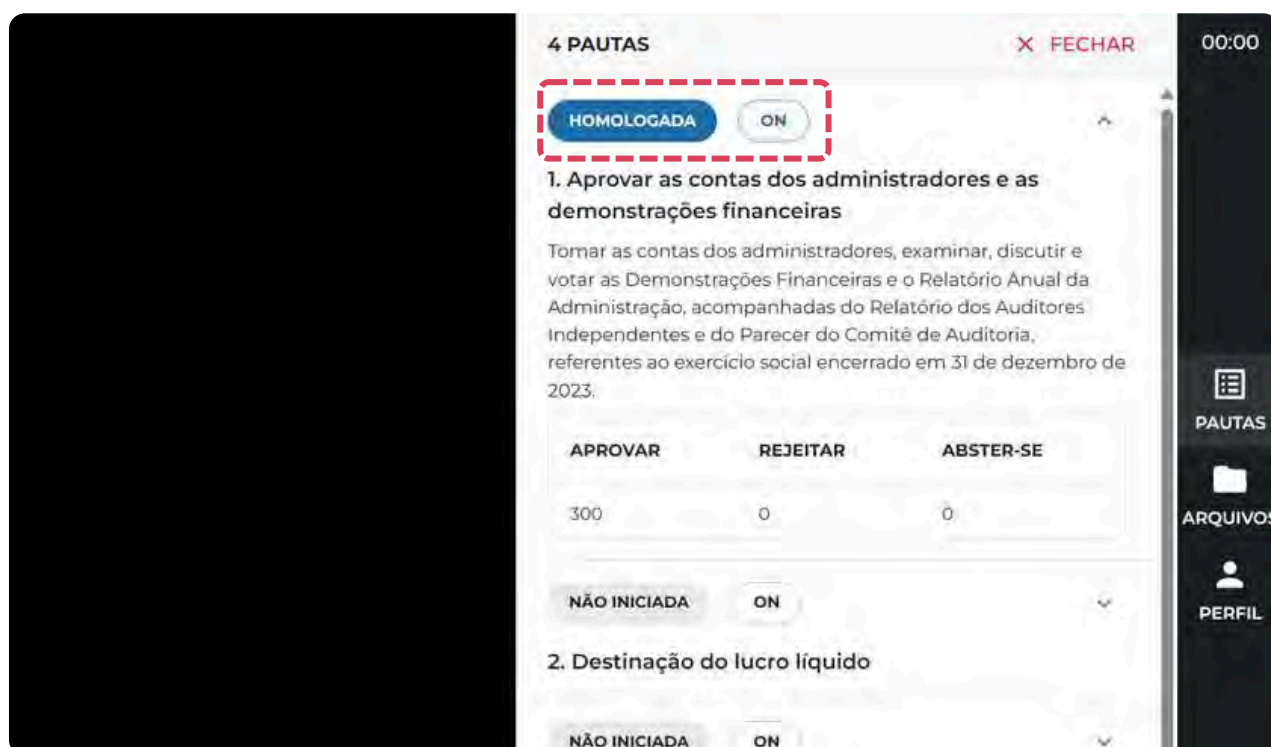 4 PAUTAS
FECHAR
00:00
HOMOLOGADA
ON
1. Aprovar as contas dos administradores e as
demonstrações financeiras
Tomar as contas dos administradores, examinar, discutir e
votar as Demonstrações Financeiras e o Relatório Anual da
Administração, acompanhadas do Relatório dos Auditores
Independentes e do Parecer do Comitê de Auditoria,
referentes ao exercício social encerrado em 31 de dezembro de
2023.
APROVAR REJEITAR ABSTER-SE
300 0 0
NÃO INICIADA
ON
2. Destinação do lucro líquido
NÃO INICIADA
ON
PAUTAS
ARQUIVOS
PERFIL